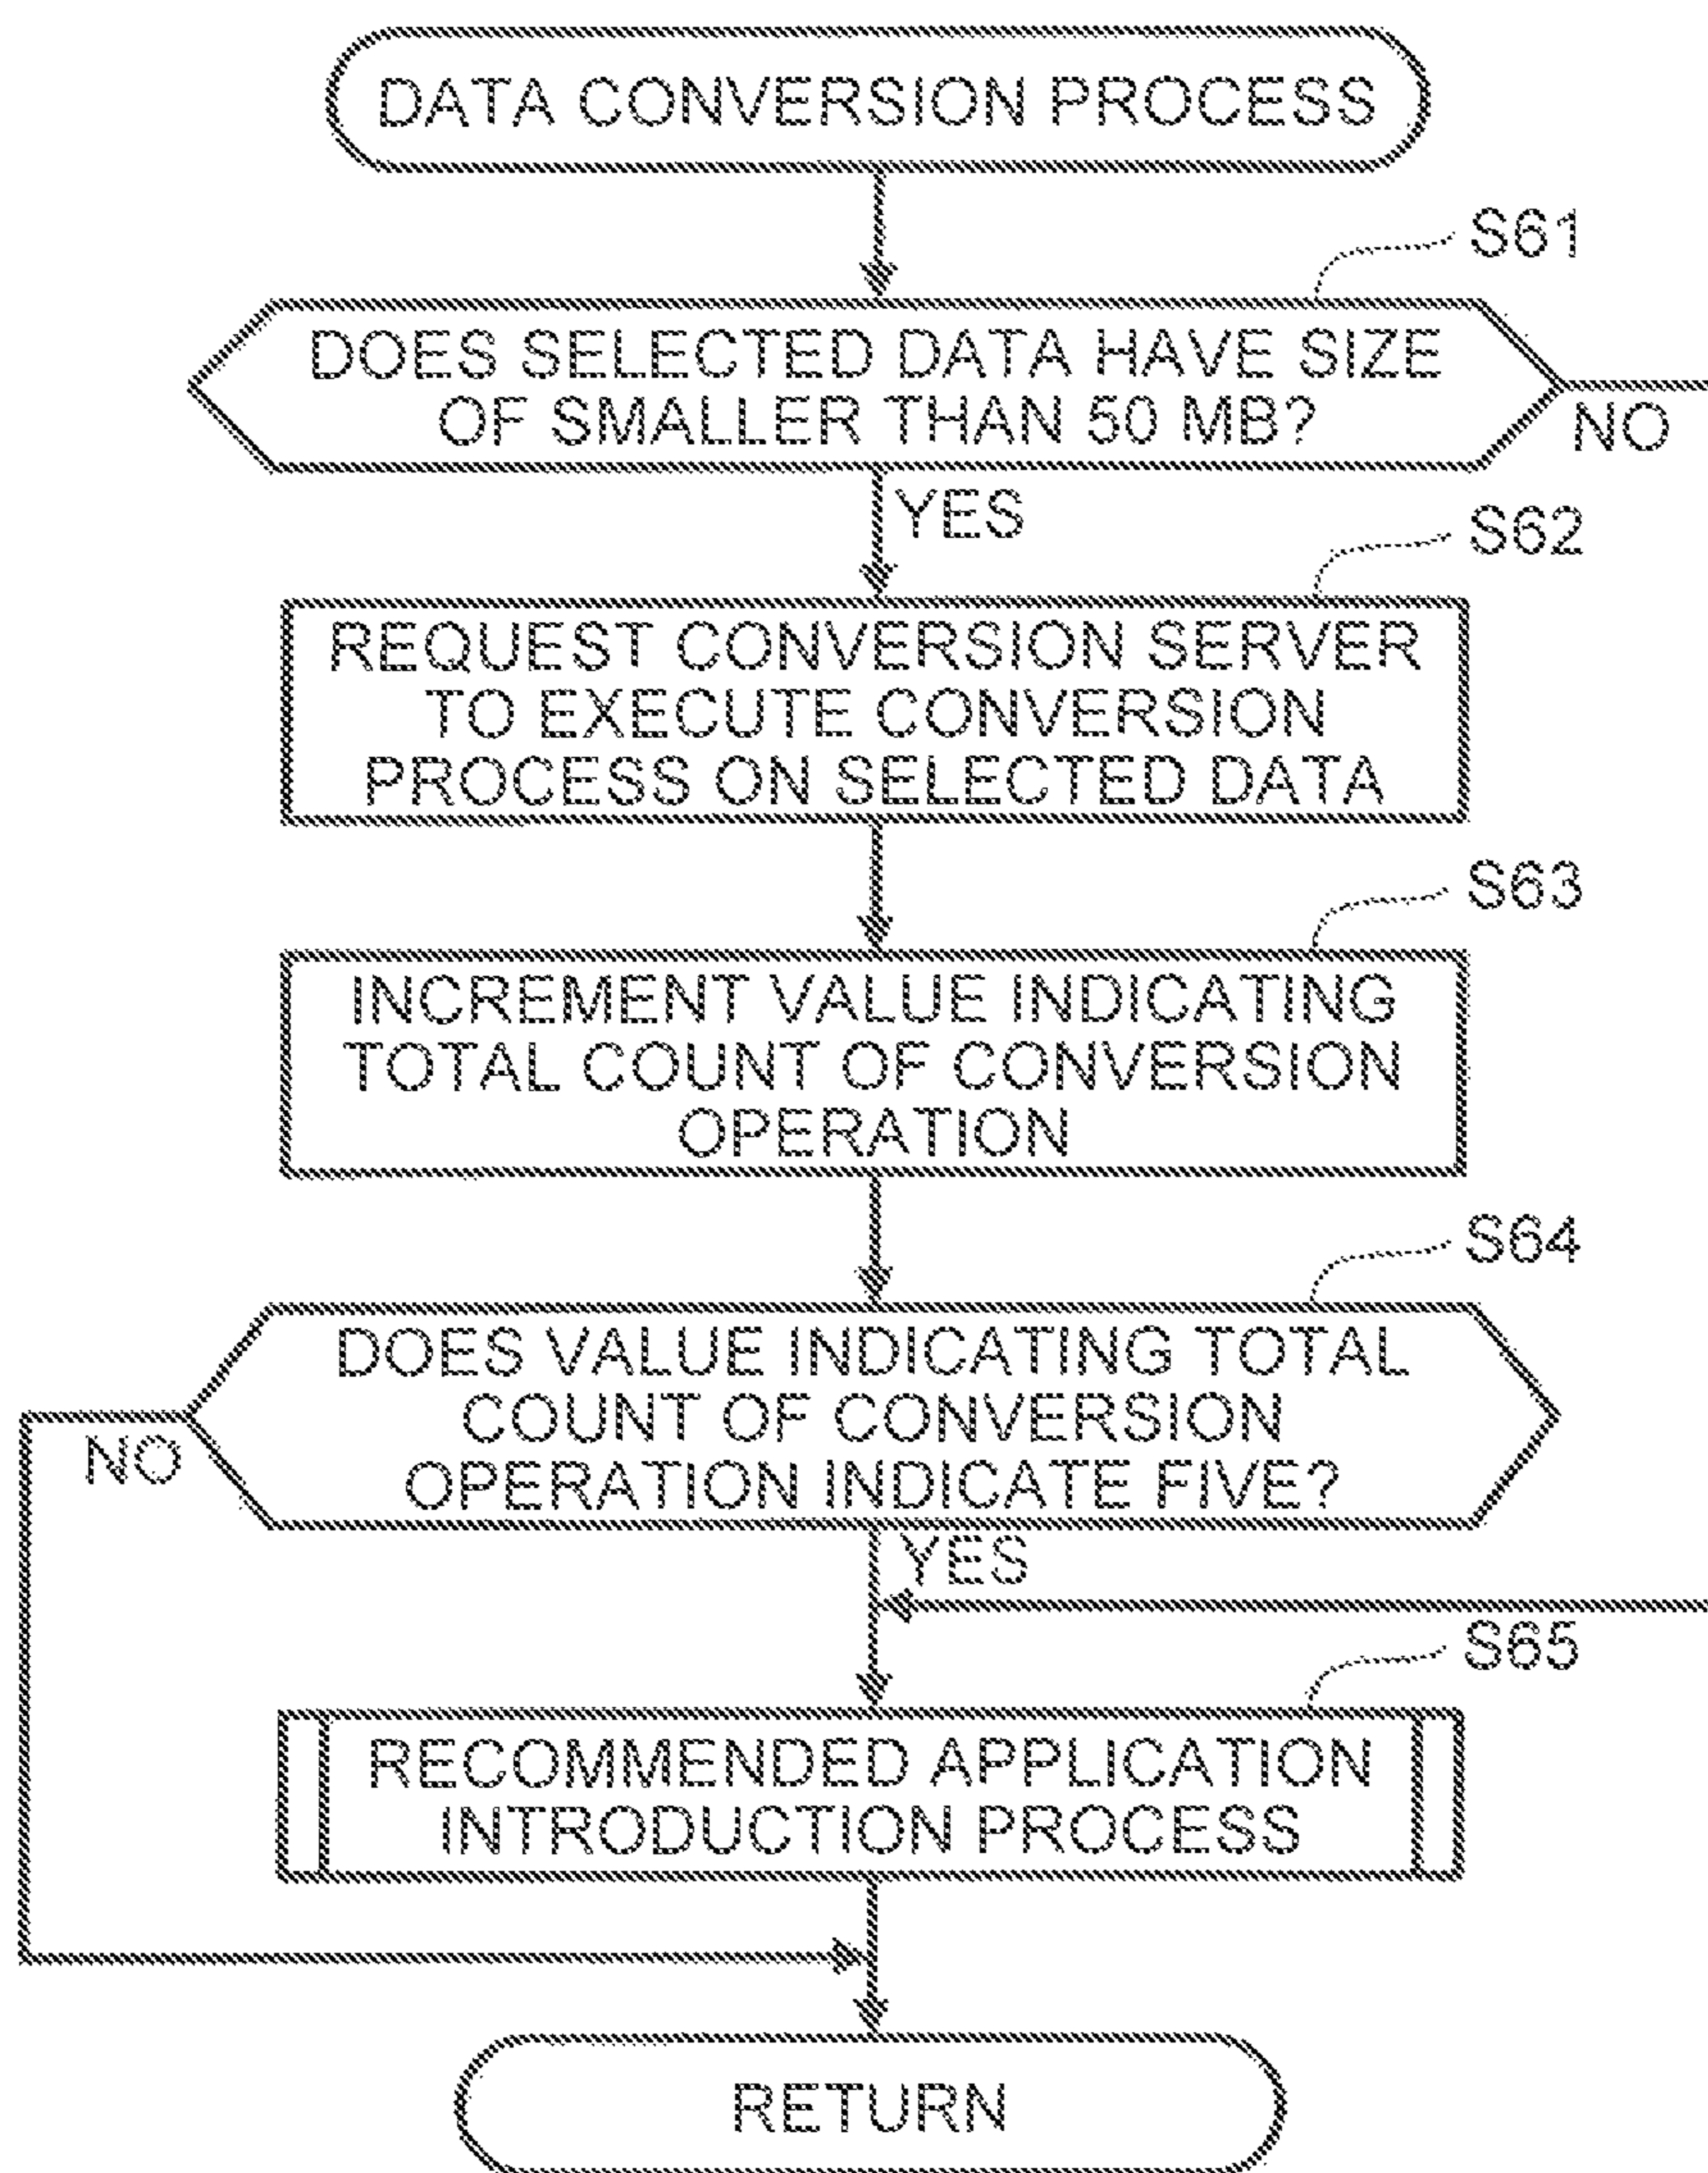 DATA CONVERSION PROCESS
S61
DOES SELECTED DATA HAVE SIZE
OF SMALLER THAN 50 MB?
NO
YES
S62
REQUEST CONVERSION SERVER
TO EXECUTE CONVERSION
PROCESS ON SELECTED DATA
S63
INCREMENT VALUE INDICATING
TOTAL COUNT OF CONVERSION
OPERATION
S64
DOES VALUE INDICATING TOTAL
COUNT OF CONVERSION
OPERATION INDICATE FIVE?
NO
YES
S65
RECOMMENDED APPLICATION
INTRODUCTION PROCESS
RETURN